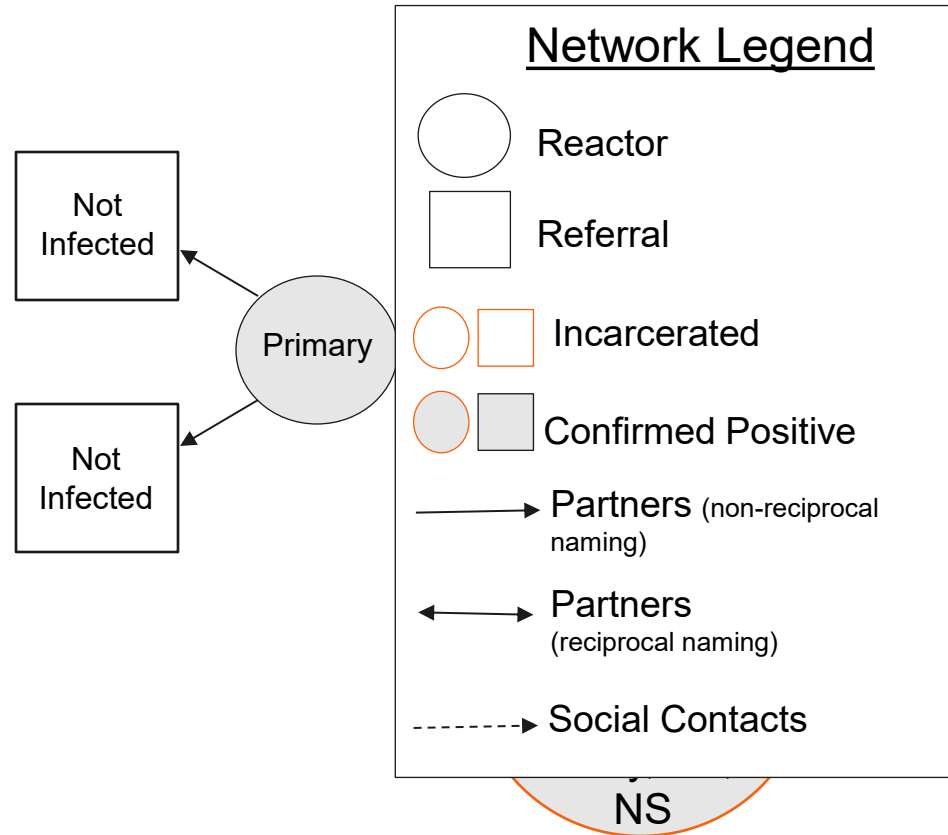 Network Legend
Reactor
Referral
Incarcerated
Confirmed Positive
Partners (non-reciprocal
naming)
Partners
(reciprocal naming)
Social Contacts
Not
Infected
Primary
Not
Infected
NS